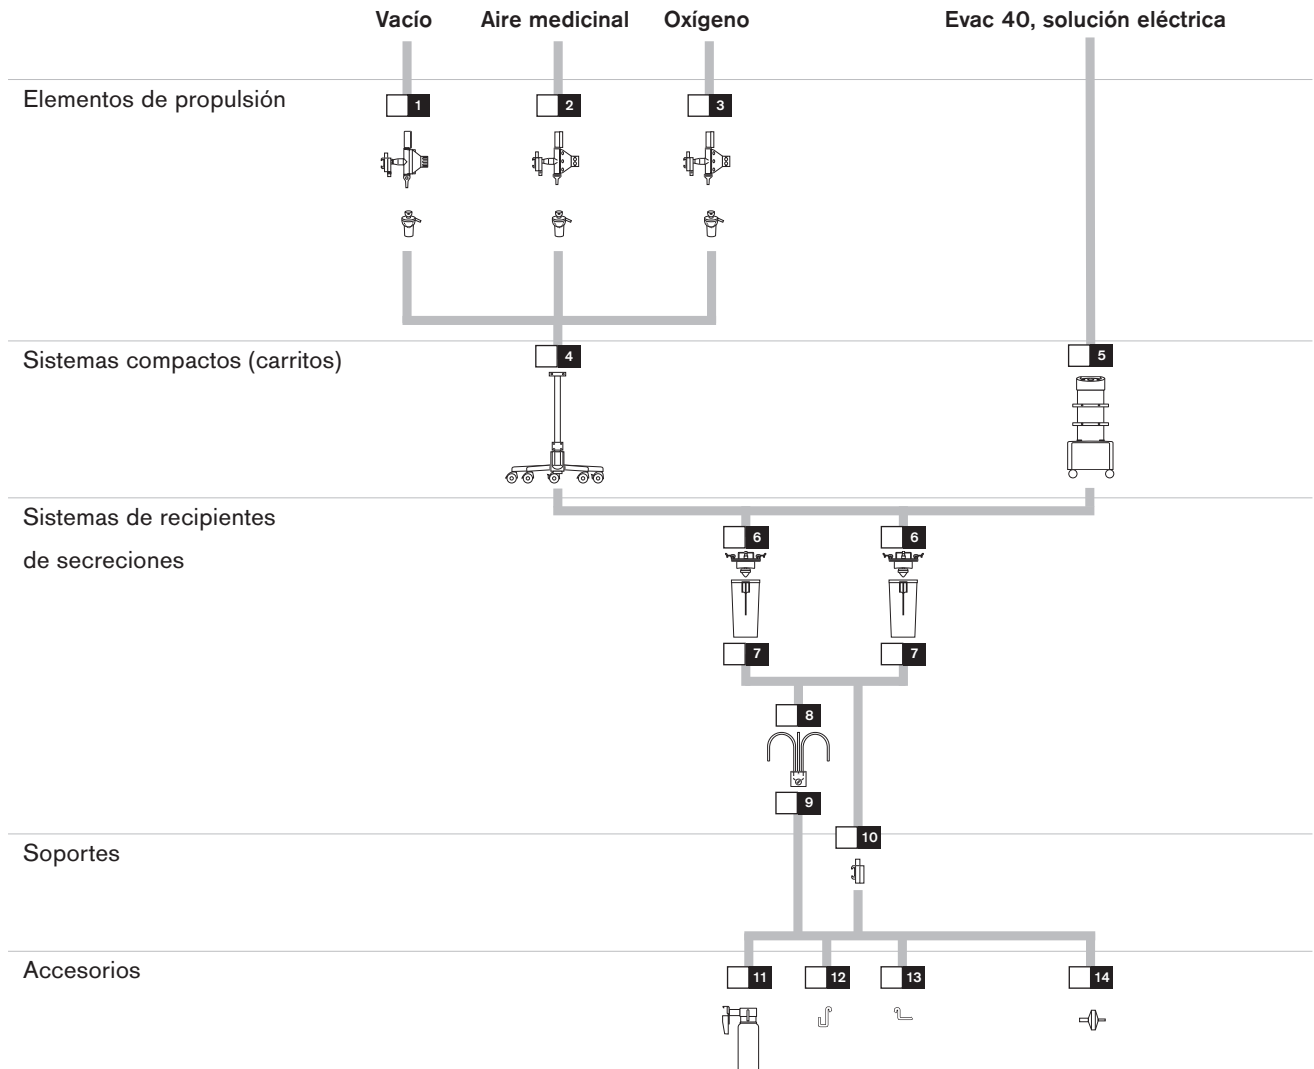 Vacío
Aire medicinal
Oxígeno
Evac 40, solución eléctrica
Elementos de propulsión
1
2
3
Sistemas compactos (carritos)
4
5
Sistemas de recipientes
de secreciones
6
6
7
7
8
9
Soportes
10
Accesorios
11
12
13
14